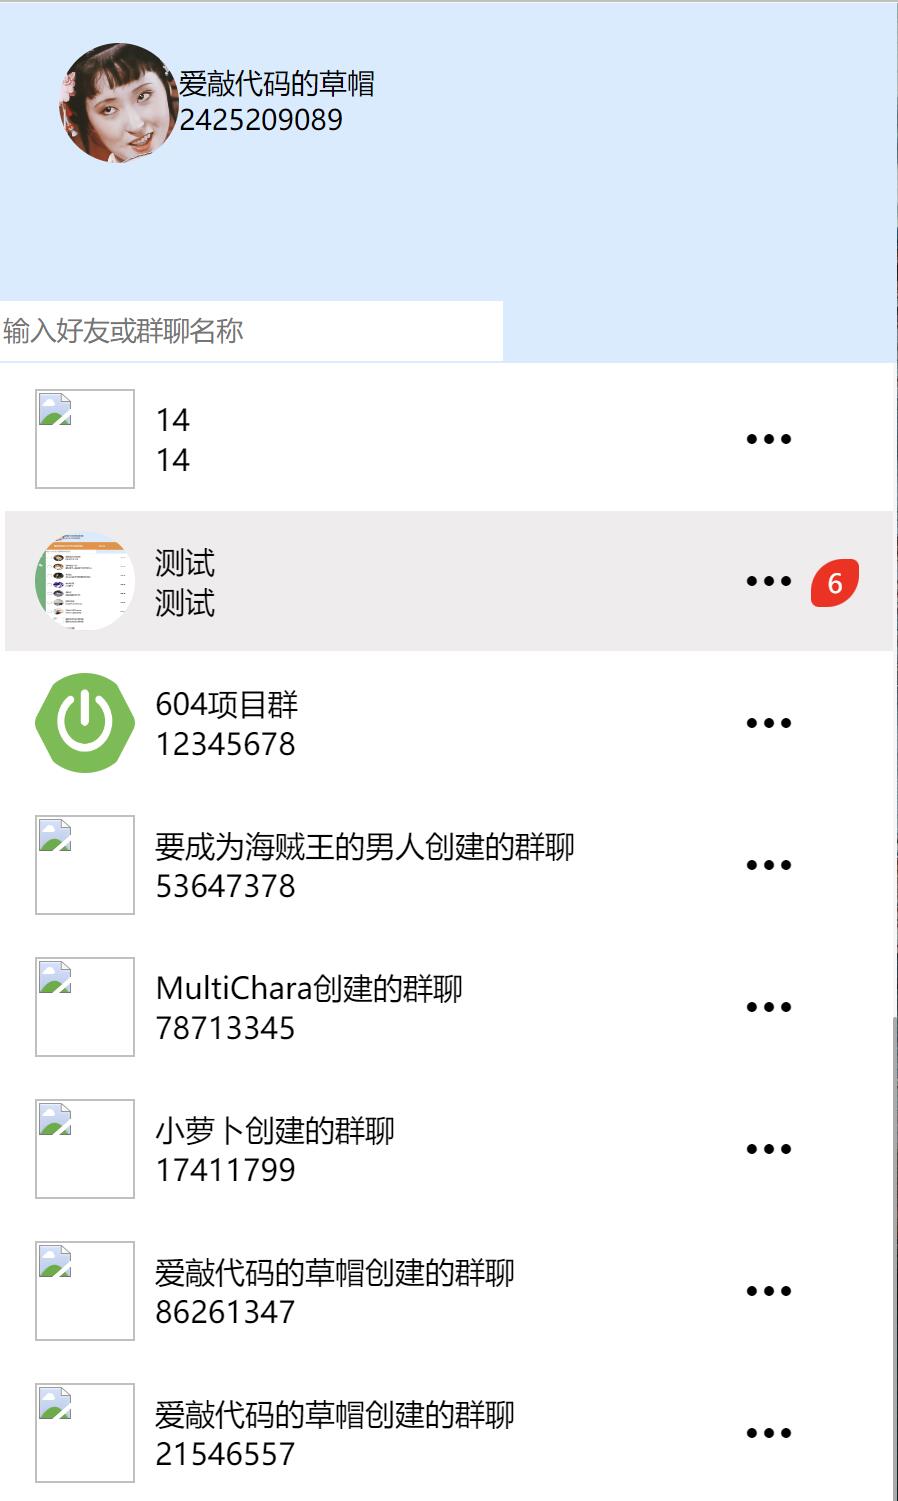 爱敲代码的草帽
2425209089
输入好友或群聊名称
14
14
测试
测试
6
604项目群
12345678
要成为海贼王的男人创建的群聊
53647378
MultiChara创建的群聊
78713345
小萝卜创建的群聊
17411799
爱敲代码的草帽创建的群聊
86261347
爱敲代码的草帽创建的群聊
21546557